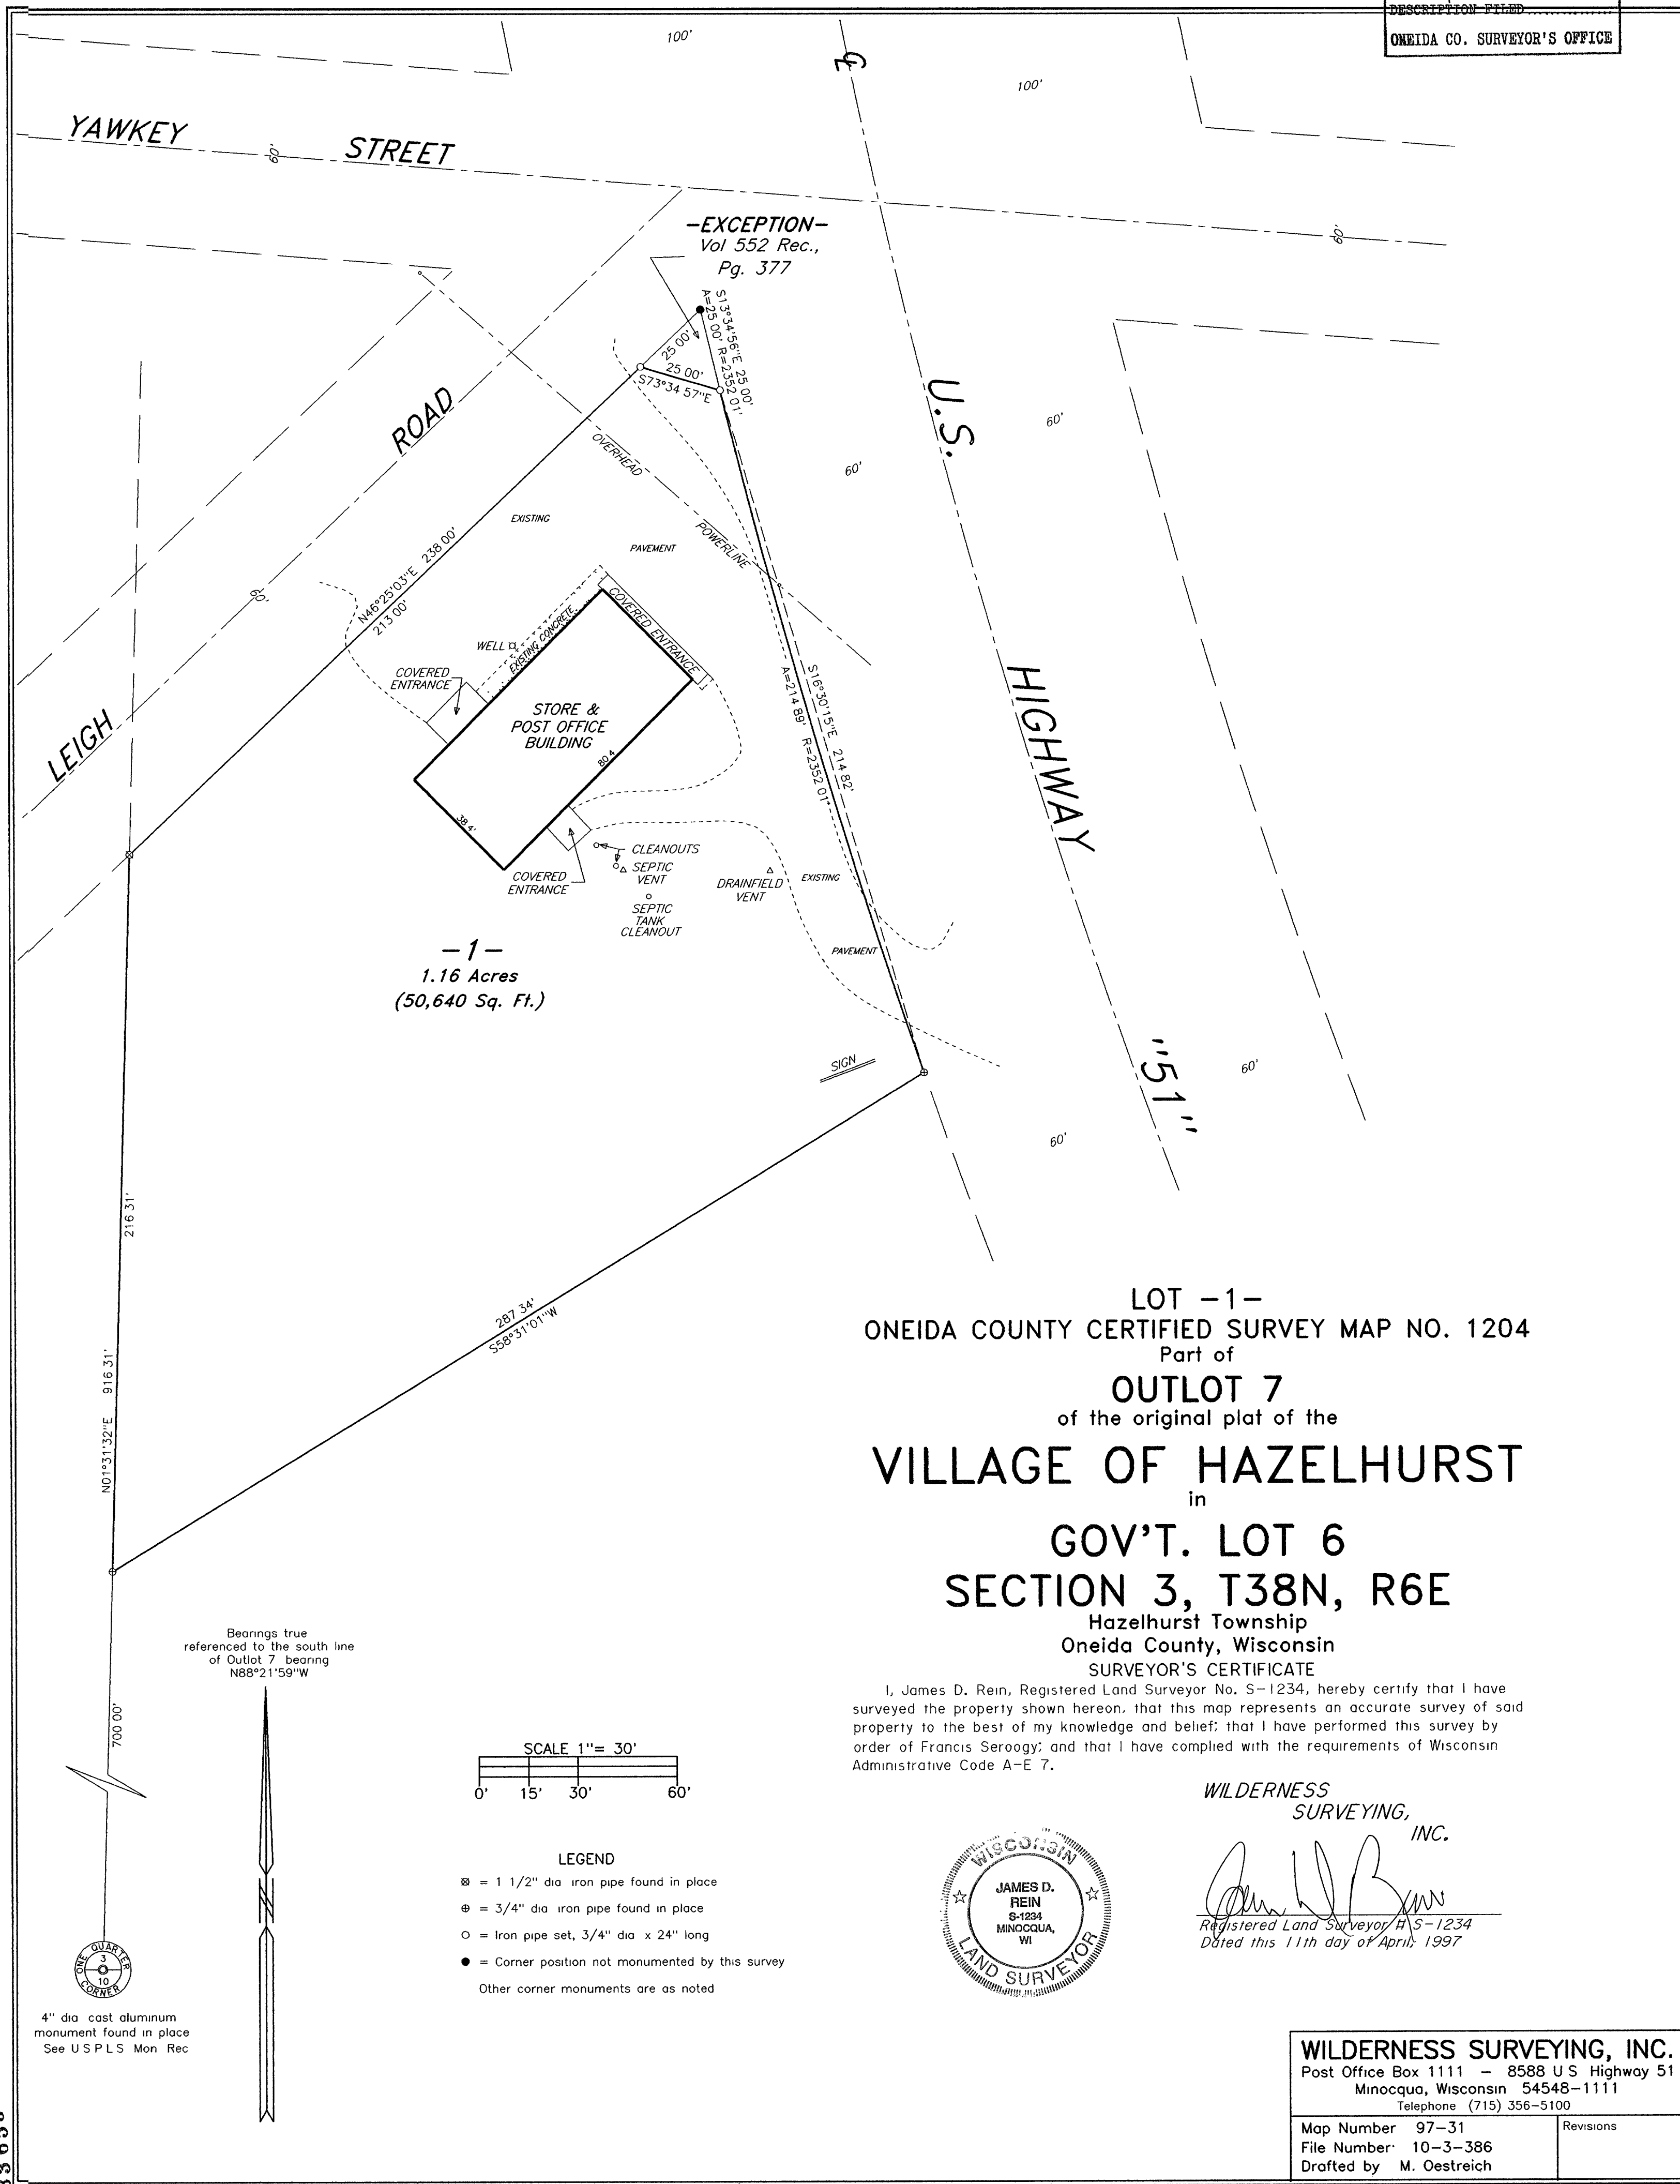 DESCRIPTION FILED..............
ONEIDA CO. SURVEYOR'S OFFICE
100'
100'
YAWKEY STREET
60'
60'
-EXCEPTION-
Vol 552 Rec.,
Pg. 377
S13°34'56"E 25 00'
A=25 00' R=2352 01'
25 00'
25 00'
S73°34 57"E
LEIGH ROAD
60'
U.S. HIGHWAY "51"
60'
60'
OVERHEAD POWERLINE
EXISTING PAVEMENT
N46°25'03"E 238 00'
213 00'
WELL
EXISTING CONCRETE
COVERED ENTRANCE
COVERED
ENTRANCE
STORE &
POST OFFICE
BUILDING
80 4
38 4'
S16°30'15"E 214 82'
A=214 89' R=2352 01'
COVERED
ENTRANCE
CLEANOUTS
SEPTIC
VENT
SEPTIC
TANK
CLEANOUT
DRAINFIELD
VENT
EXISTING
PAVEMENT
-1-
1.16 Acres
(50,640 Sq. Ft.)
SIGN
60'
60'
216 31'
287 34'
S58°31'01"W
N01°31'32"E 916 31'
700 00'
LOT -1-
ONEIDA COUNTY CERTIFIED SURVEY MAP NO. 1204
Part of
OUTLOT 7
of the original plat of the
VILLAGE OF HAZELHURST
in
GOV'T. LOT 6
SECTION 3, T38N, R6E
Hazelhurst Township
Oneida County, Wisconsin
SURVEYOR'S CERTIFICATE
I, James D. Rein, Registered Land Surveyor No. S-1234, hereby certify that I have
surveyed the property shown hereon, that this map represents an accurate survey of said
property to the best of my knowledge and belief; that I have performed this survey by
order of Francis Seroogy; and that I have complied with the requirements of Wisconsin
Administrative Code A-E 7.
WILDERNESS
SURVEYING,
INC.
Registered Land Surveyor # S-1234
Dated this 11th day of April, 1997
WISCONSIN
JAMES D.
REIN
S-1234
MINOCQUA,
WI
LAND SURVEYOR
Bearings true
referenced to the south line
of Outlot 7 bearing
N88°21'59"W
SCALE 1"= 30'
0' 15' 30' 60'
LEGEND
= 1 1/2" dia iron pipe found in place
= 3/4" dia iron pipe found in place
= Iron pipe set, 3/4" dia x 24" long
= Corner position not monumented by this survey
Other corner monuments are as noted
ONE QUARTER
3
10
CORNER
4" dia cast aluminum
monument found in place
See U S P L S Mon Rec
WILDERNESS SURVEYING, INC.
Post Office Box 1111 - 8588 U S Highway 51
Minocqua, Wisconsin 54548-1111
Telephone (715) 356-5100
Map Number 97-31
File Number 10-3-386
Drafted by M. Oestreich
Revisions